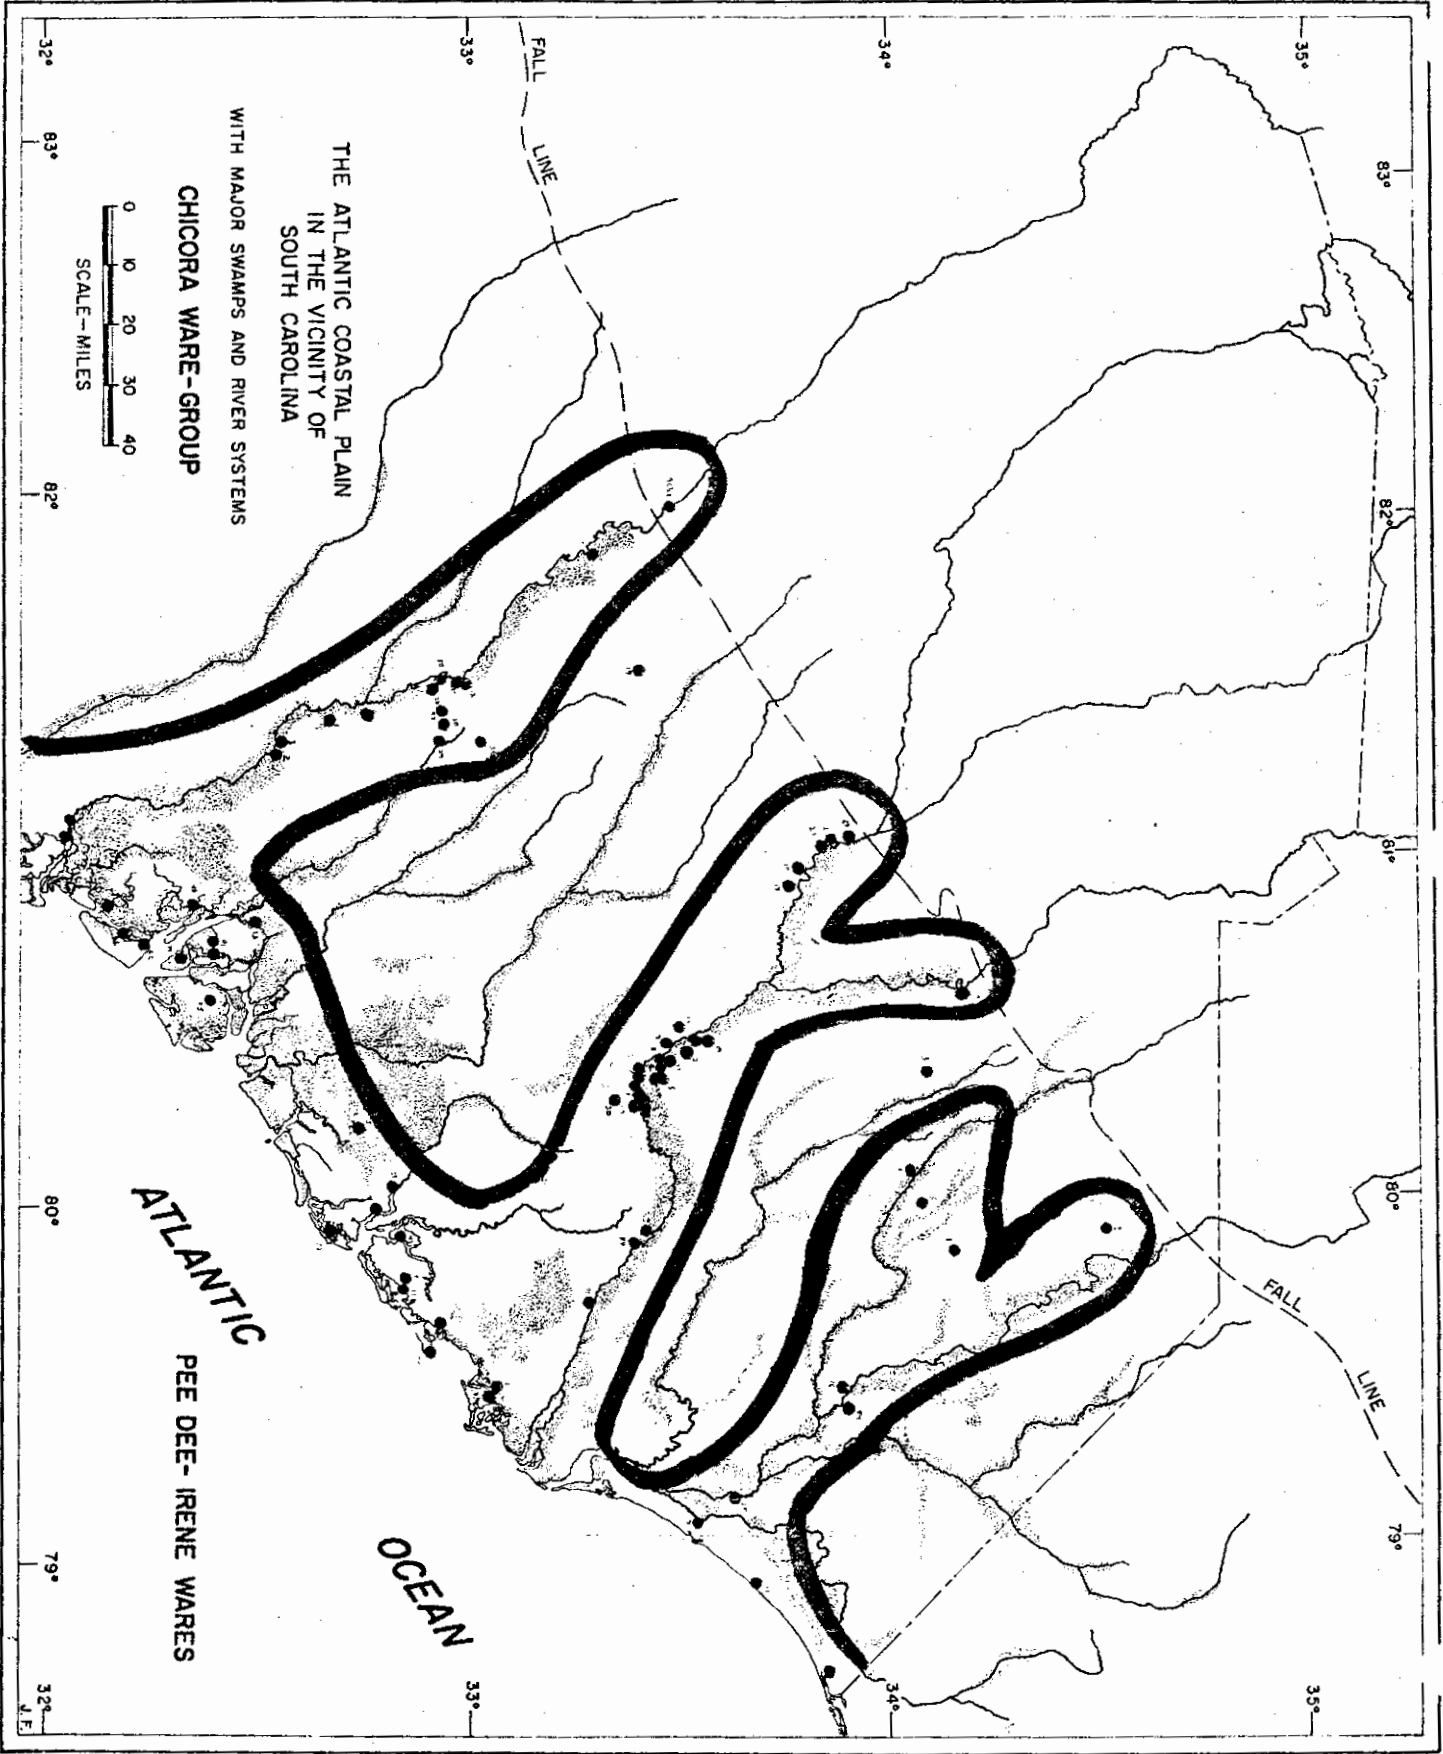 THE ATLANTIC COASTAL PLAIN
IN THE VICINITY OF
SOUTH CAROLINA
WITH MAJOR SWAMPS AND RIVER SYSTEMS
CHICORA WARE-GROUP
0 10 20 30 40
SCALE-MILES
FALL
LINE
FALL
LINE
ATLANTIC
OCEAN
PEE DEE- IRENE WARES
83°
82°
81°
80°
79°
35°
35°
34°
34°
33°
33°
32°
32°
83°
82°
80°
79°
J.F.